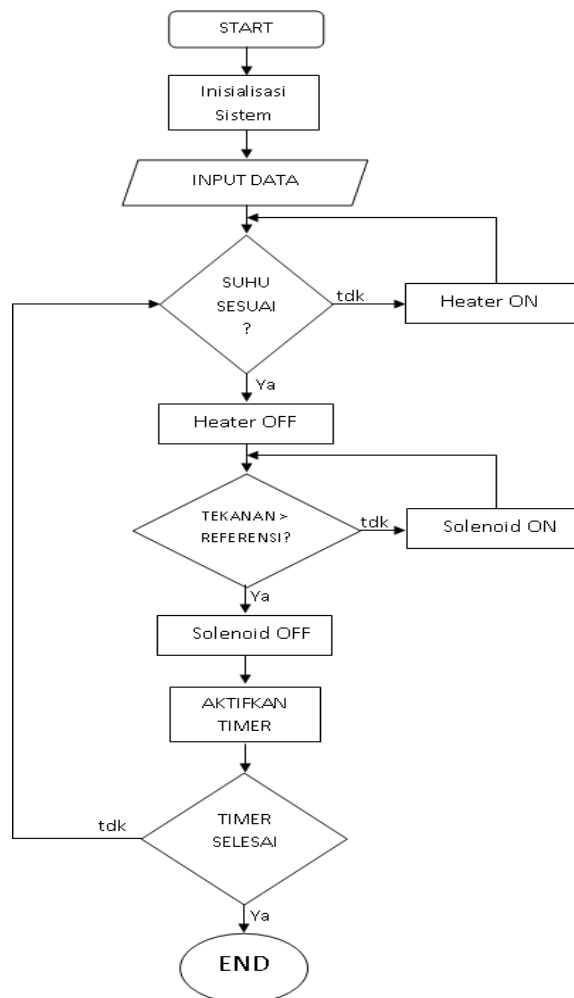 START
Inisialisasi
Sistem
INPUT DATA
SUHU
SESUAI
?
tdk
Heater ON
Ya
Heater OFF
TEKANAN >
REFERENSI?
tdk
Solenoid ON
Ya
Solenoid OFF
AKTIFKAN
TIMER
TIMER
SELESAI
tdk
Ya
END